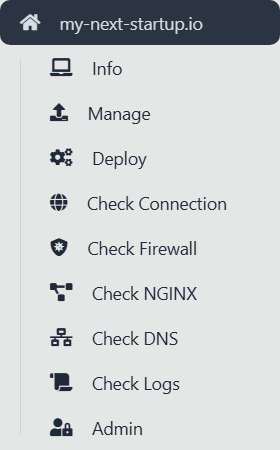 my-next-startup.io
Info
Manage
Deploy
Check Connection
Check Firewall
Check NGINX
Check DNS
Check Logs
Admin